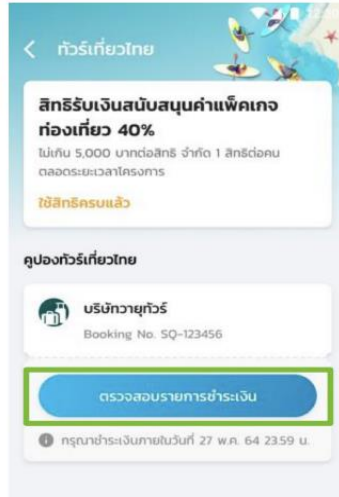 ทัวร์เที่ยวไทย
สิทธิรับเงินสนับสนุนค่าแพ็คเกจ
ท่องเที่ยว 40%
ไม่เกิน 5,000 บาทต่อสิทธิ จำกัด 1 สิทธิต่อคน
ตลอดระยะเวลาโครงการ
ใช้สิทธิครบแล้ว
คูปองทัวร์เที่ยวไทย
บริษัทวายุทัวร์
Booking No. SQ-123456
ตรวจสอบรายการชำระเงิน
กรุณาชำระเงินภายในวันที่ 27 พ.ค. 64 23.59 น.